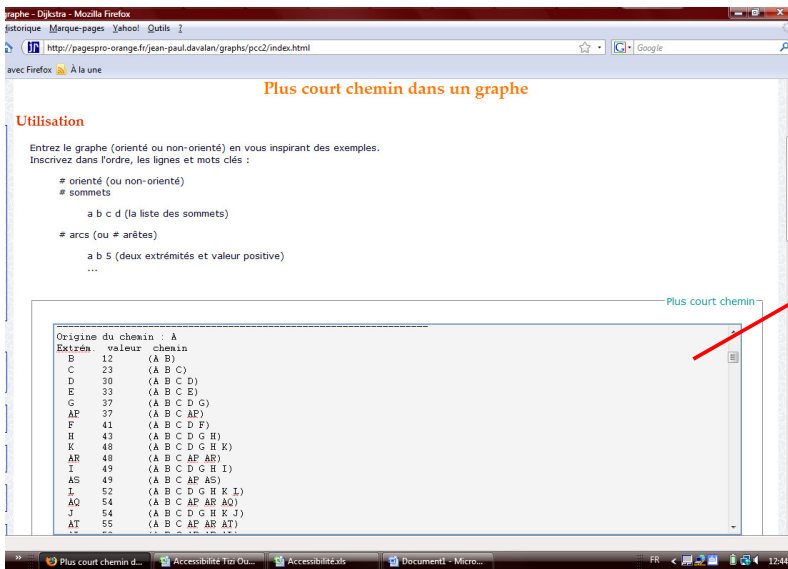 graphe - Dijkstra - Mozilla Firefox
Historique Marque-pages Yahoo! Outils ?
http://pagespro-orange.fr/jean-paul.davalan/graphs/pcc2/index.html
Google
avec Firefox À la une
Plus court chemin dans un graphe
Utilisation
Entrez le graphe (orienté ou non-orienté) en vous inspirant des exemples.
Inscrivez dans l'ordre, les lignes et mots clés :
# orienté (ou non-orienté)
# sommets
a b c d (la liste des sommets)
# arcs (ou # arêtes)
a b 5 (deux extrémités et valeur positive)
...
Plus court chemin
Origine du chemin : A
Extrém. valeur chemin
B 12 (A B)
C 23 (A B C)
D 30 (A B C D)
E 33 (A B C E)
G 37 (A B C D G)
AP 37 (A B C AP)
F 41 (A B C D F)
H 43 (A B C D G H)
K 48 (A B C D G H K)
AR 48 (A B C AP AR)
I 49 (A B C D G H I)
AS 49 (A B C AP AS)
L 52 (A B C D G H K L)
AQ 54 (A B C AP AR AQ)
J 54 (A B C D G H K J)
AT 55 (A B C AP AR AT)
» Plus court chemin d... Accessibilité Tizi Ou... Accessibilité.xls Document1 - Micro... FR < 12:44